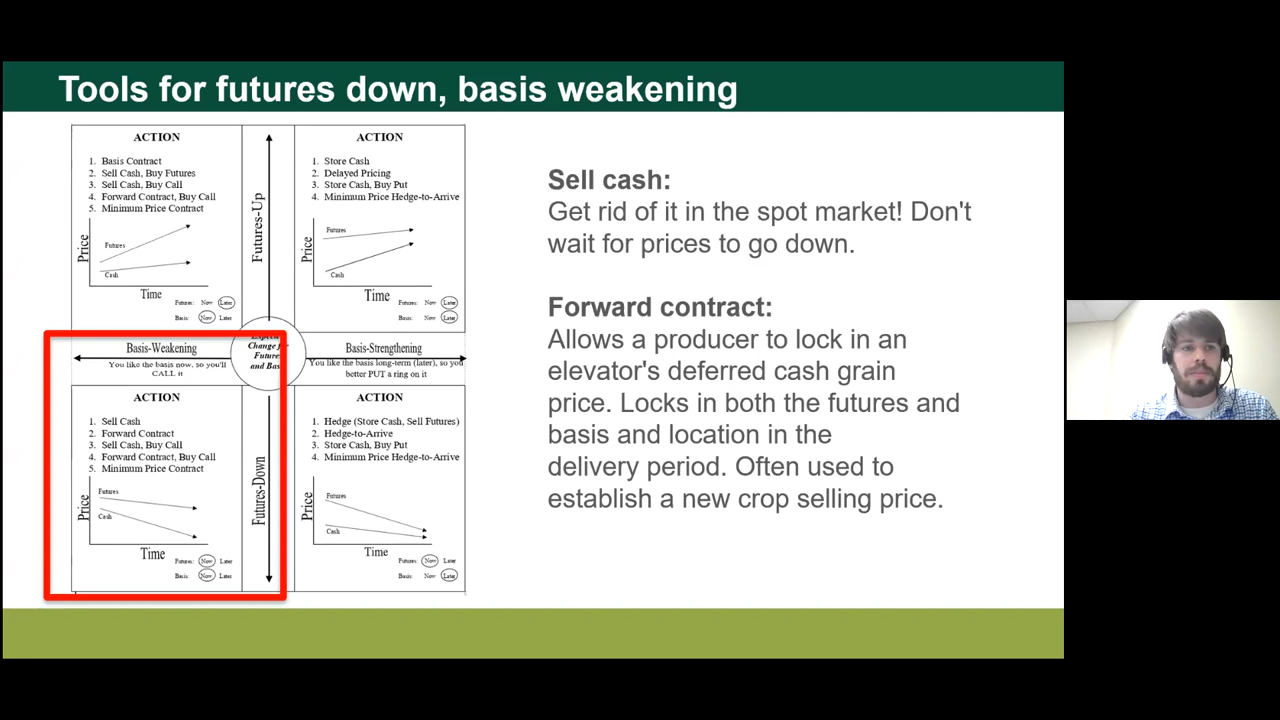 Tools for futures down, basis weakening
ACTION
1. Basis Contract
2. Sell Cash, Buy Futures
3. Sell Cash, Buy Call
4. Forward Contract, Buy Call
5. Minimum Price Contract
Price
Futures
Cash
Time
Futures: Now Later
Basis: Now Later
Futures-Up
ACTION
1. Store Cash
2. Delayed Pricing
3. Store Cash, Buy Put
4. Minimum Price Hedge-to-Arrive
Price
Futures
Cash
Time
Futures: Now Later
Basis: Now Later
Basis-Weakening
You like the basis now, so you'll
CALL it
Change f
Futures
and Bas
Basis-Strengthening
You like the basis long-term (later), so you
better PUT a ring on it
ACTION
1. Sell Cash
2. Forward Contract
3. Sell Cash, Buy Call
4. Forward Contract, Buy Call
5. Minimum Price Contract
Price
Futures
Cash
Time
Futures: Now Later
Basis: Now Later
Futures-Down
ACTION
1. Hedge (Store Cash, Sell Futures)
2. Hedge-to-Arrive
3. Store Cash, Buy Put
4. Minimum Price Hedge-to-Arrive
Price
Futures
Cash
Time
Futures: Now Later
Basis: Now Later
Sell cash:
Get rid of it in the spot market! Don't
wait for prices to go down.
Forward contract:
Allows a producer to lock in an
elevator's deferred cash grain
price. Locks in both the futures and
basis and location in the
delivery period. Often used to
establish a new crop selling price.